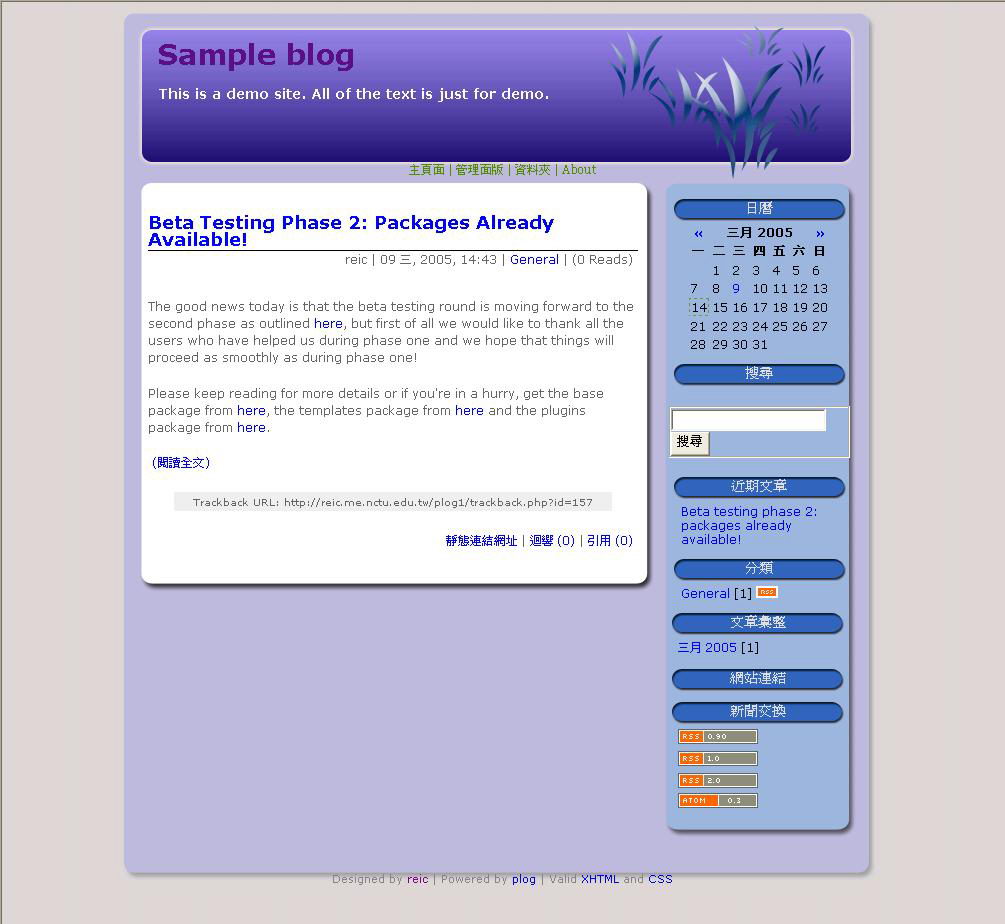 Sample blog
This is a demo site. All of the text is just for demo.
主頁面 | 管理面版 | 資料夾 | About
Beta Testing Phase 2: Packages Already
Available!
reic | 09 三, 2005, 14:43 | General | (0 Reads)
The good news today is that the beta testing round is moving forward to the
second phase as outlined here, but first of all we would like to thank all the
users who have helped us during phase one and we hope that things will
proceed as smoothly as during phase one!
Please keep reading for more details or if you're in a hurry, get the base
package from here, the templates package from here and the plugins
package from here.
(閱讀全文)
Trackback URL: http://reic.me.nctu.edu.tw/plog1/trackback.php?id=157
靜態連結網址 | 迴響 (0) | 引用 (0)
日曆
« 三月 2005 »
一 二 三 四 五 六 日
1 2 3 4 5 6
7 8 9 10 11 12 13
14 15 16 17 18 19 20
21 22 23 24 25 26 27
28 29 30 31
搜尋
搜尋
近期文章
Beta testing phase 2:
packages already
available!
分類
General [1] RSS
文章彙整
三月 2005 [1]
網站連結
新聞交換
RSS 0.90
RSS 1.0
RSS 2.0
ATOM 0.3
Designed by reic | Powered by plog | Valid XHTML and CSS